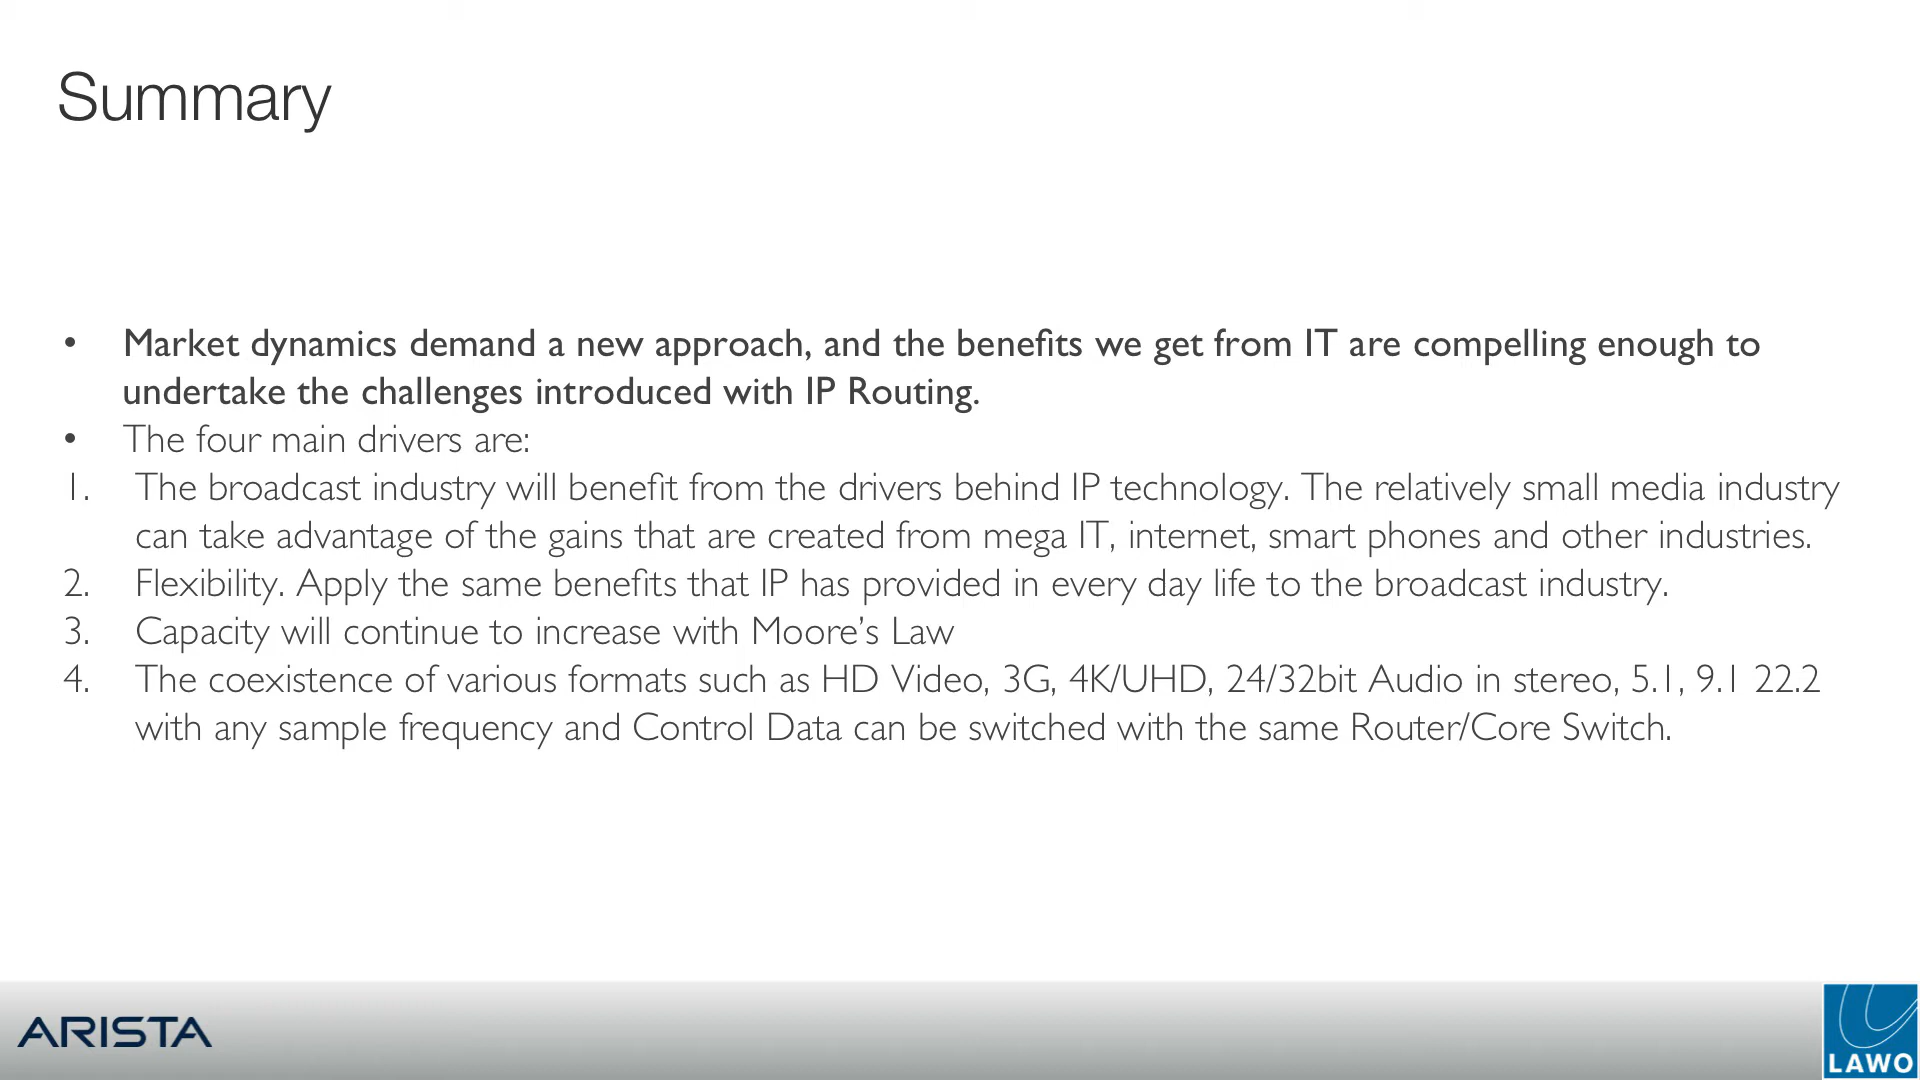 Summary
• Market dynamics demand a new approach, and the benefits we get from IT are compelling enough to
undertake the challenges introduced with IP Routing.
• The four main drivers are:
1. The broadcast industry will benefit from the drivers behind IP technology. The relatively small media industry
can take advantage of the gains that are created from mega IT, internet, smart phones and other industries.
2. Flexibility. Apply the same benefits that IP has provided in every day life to the broadcast industry.
3. Capacity will continue to increase with Moore’s Law
4. The coexistence of various formats such as HD Video, 3G, 4K/UHD, 24/32bit Audio in stereo, 5.1, 9.1 22.2
with any sample frequency and Control Data can be switched with the same Router/Core Switch.
ARISTA
LAWO